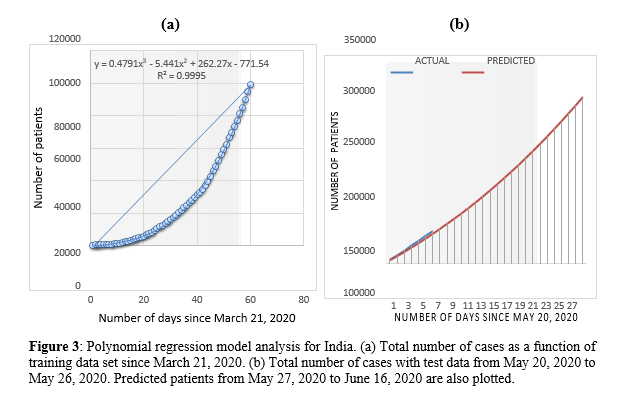 (a)
120000
100000
80000
60000
40000
20000
0
y = 0.4791x³ - 5.441x² + 262.27x - 771.54
R² = 0.9995
Number of patients
0 20 40 60 80
Number of days since March 21, 2020
(b)
350000
300000
250000
200000
150000
100000
ACTUAL PREDICTED
NUMBER OF PATIENTS
1 3 5 7 9 11 13 15 17 19 21 23 25 27
NUMBER OF DAYS SINCE MAY 20, 2020
Figure 3: Polynomial regression model analysis for India. (a) Total number of cases as a function of
training data set since March 21, 2020. (b) Total number of cases with test data from May 20, 2020 to
May 26, 2020. Predicted patients from May 27, 2020 to June 16, 2020 are also plotted.